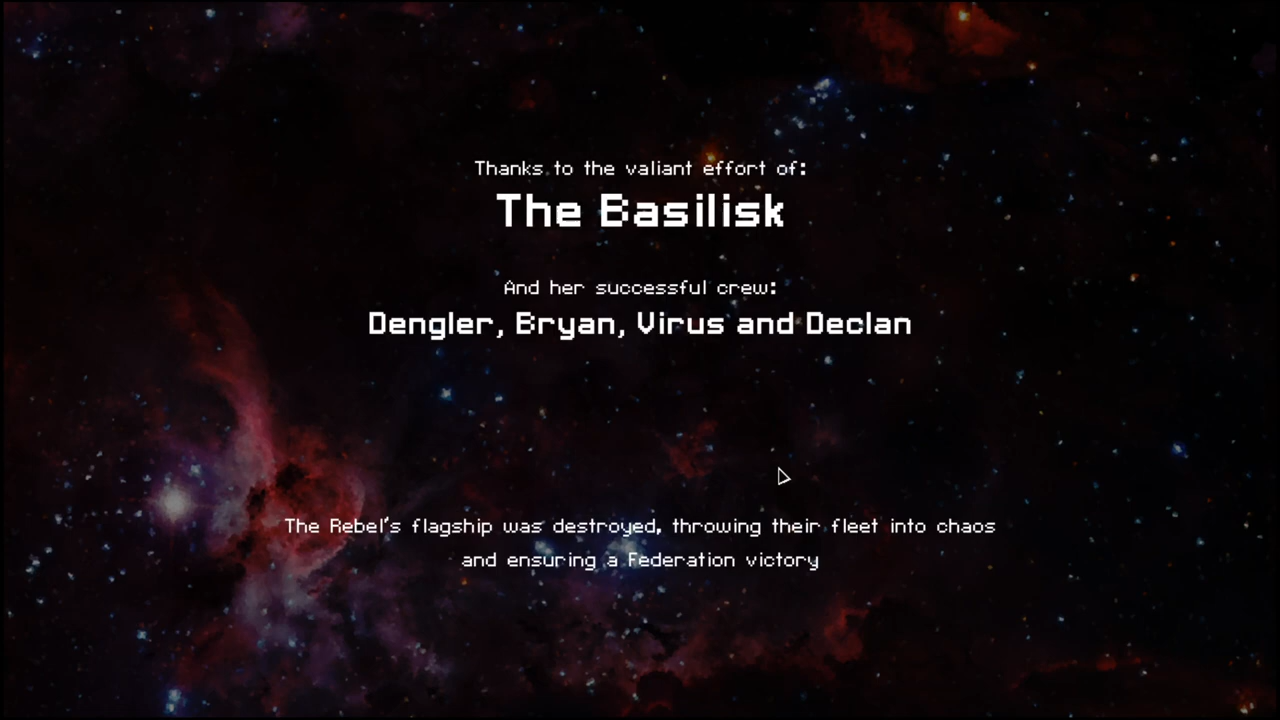 Thanks to the valiant effort of:
The Basilisk
And her successful crew:
Dengler, Bryan, Virus and Declan
The Rebel's flagship was destroyed, throwing their fleet into chaos
and ensuring a Federation victory